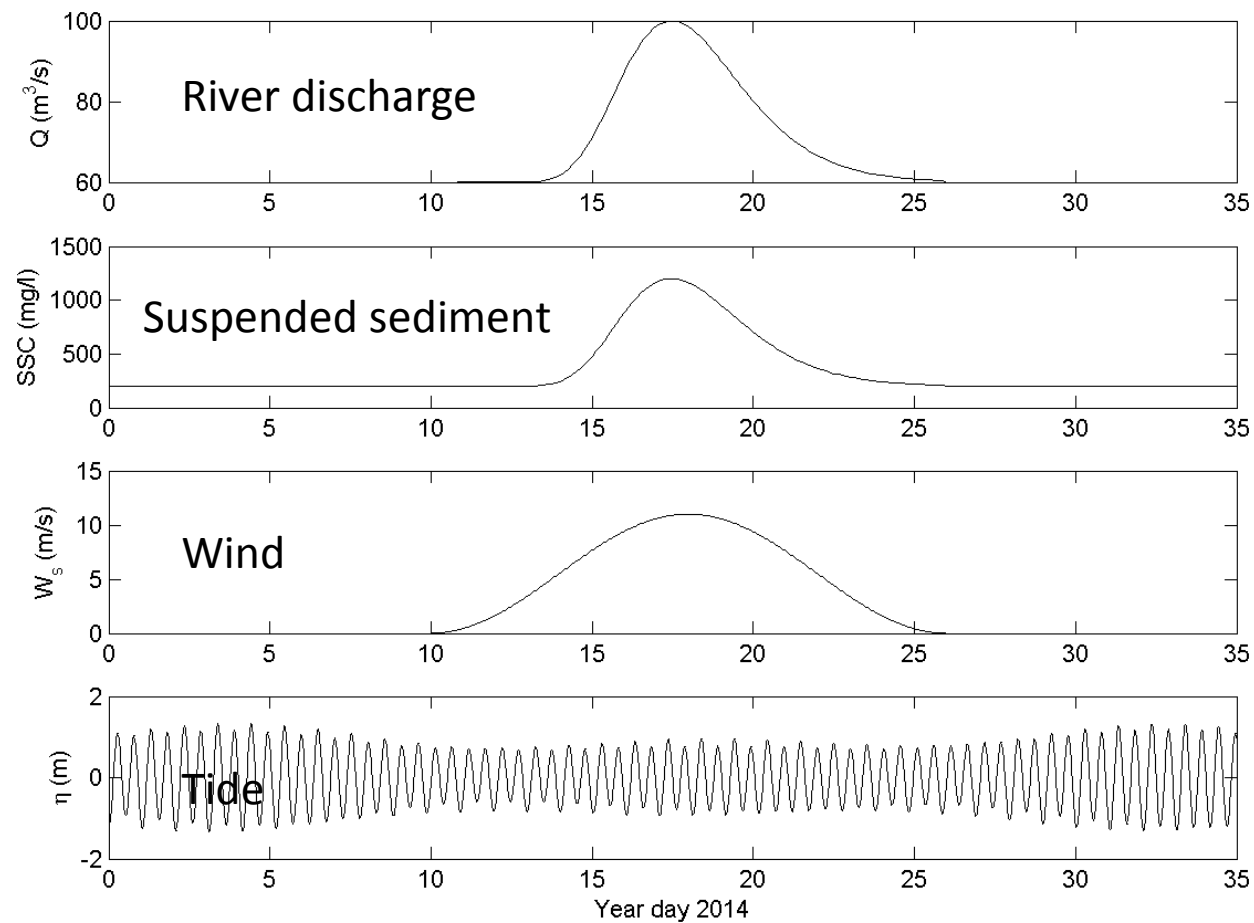 100
80
60
Q (m³/s)
River discharge
0 5 10 15 20 25 30 35
1500
1000
500
0
SSC (mg/l)
Suspended sediment
0 5 10 15 20 25 30 35
15
10
5
0
Wₛ (m/s)
Wind
0 5 10 15 20 25 30 35
2
0
-2
η (m)
Tide
0 5 10 15 20 25 30 35
Year day 2014